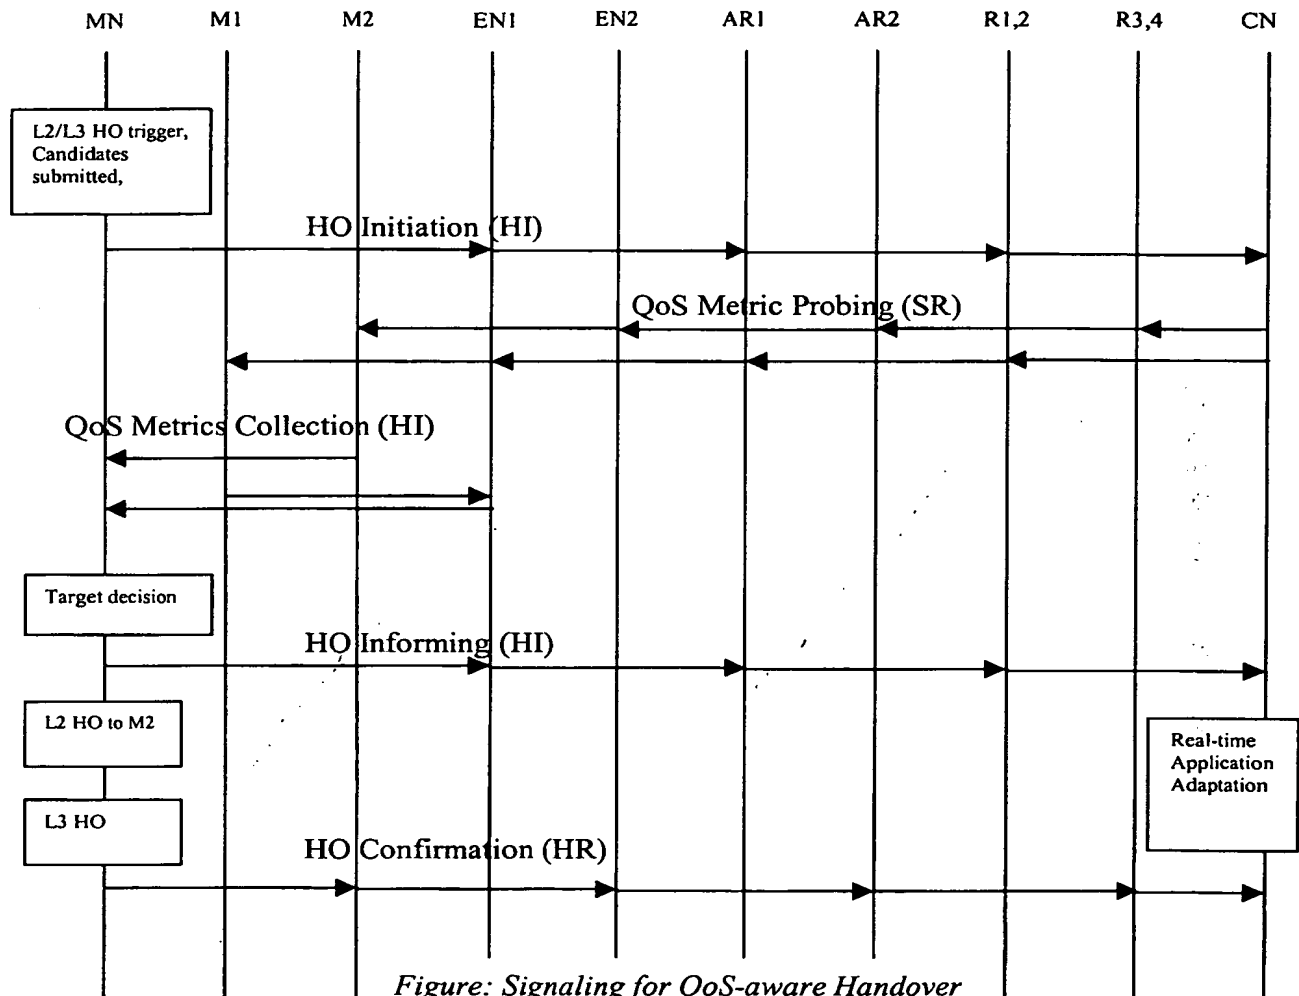 MN M1 M2 EN1 EN2 AR1 AR2 R1,2 R3,4 CN
L2/L3 HO trigger,
Candidates
submitted,
HO Initiation (HI)
QoS Metric Probing (SR)
QoS Metrics Collection (HI)
Target decision
HO Informing (HI)
L2 HO to M2
Real-time
Application
Adaptation
L3 HO
HO Confirmation (HR)
Figure: Signaling for QoS-aware Handover